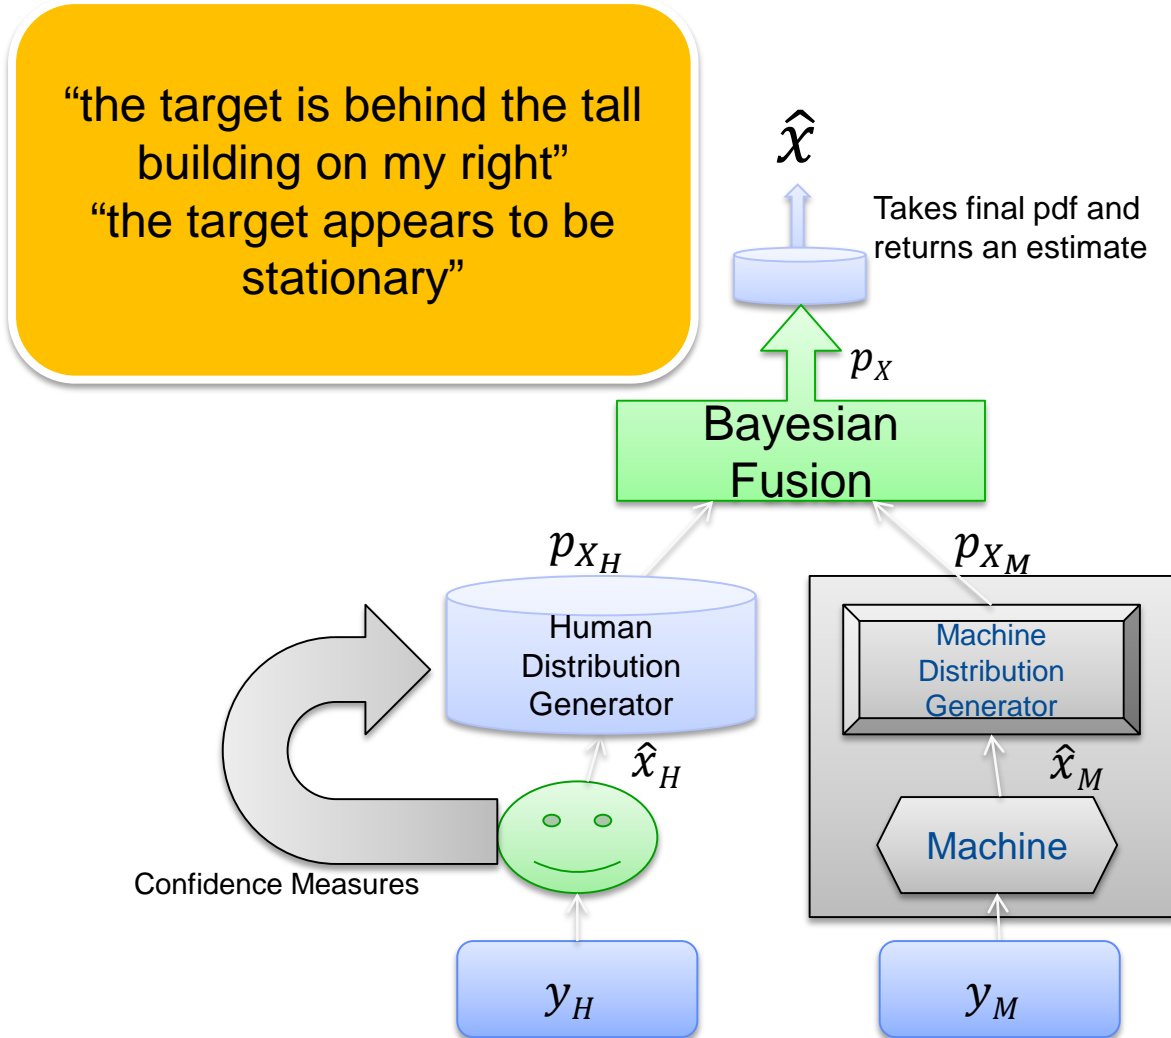 “the target is behind the tall
building on my right”
“the target appears to be
stationary”
x̂
Takes final pdf and
returns an estimate
p_X
Bayesian
Fusion
p_{X_H}
p_{X_M}
Human
Distribution
Generator
Machine
Distribution
Generator
x̂_H
x̂_M
Machine
Confidence Measures
y_H
y_M